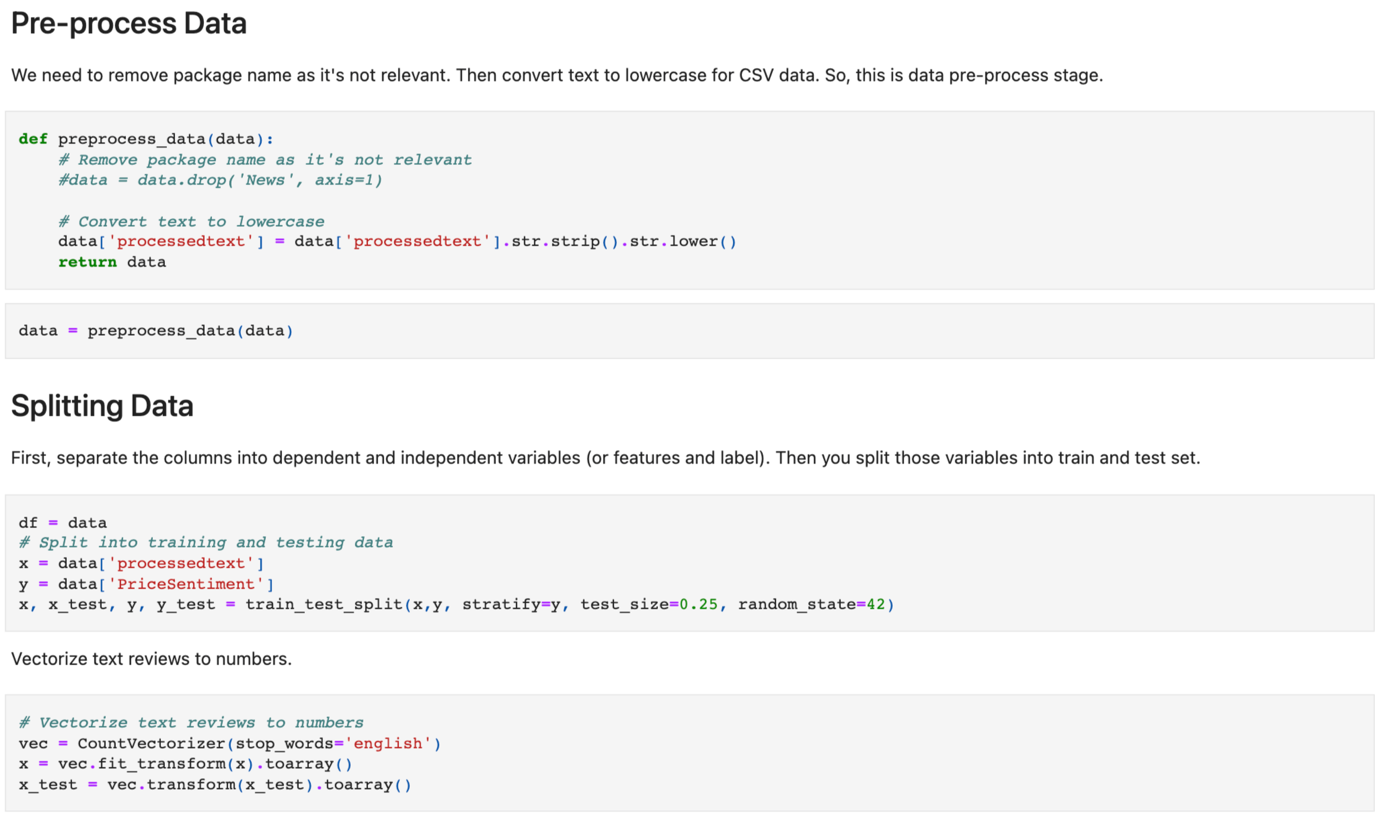 Pre-process Data
We need to remove package name as it's not relevant. Then convert text to lowercase for CSV data. So, this is data pre-process stage.
def preprocess_data(data):
    # Remove package name as it's not relevant
    #data = data.drop('News', axis=1)
    # Convert text to lowercase
    data['processedtext'] = data['processedtext'].str.strip().str.lower()
    return data
data = preprocess_data(data)
Splitting Data
First, separate the columns into dependent and independent variables (or features and label). Then you split those variables into train and test set.
df = data
# Split into training and testing data
x = data['processedtext']
y = data['PriceSentiment']
x, x_test, y, y_test = train_test_split(x,y, stratify=y, test_size=0.25, random_state=42)
Vectorize text reviews to numbers.
# Vectorize text reviews to numbers
vec = CountVectorizer(stop_words='english')
x = vec.fit_transform(x).toarray()
x_test = vec.transform(x_test).toarray()